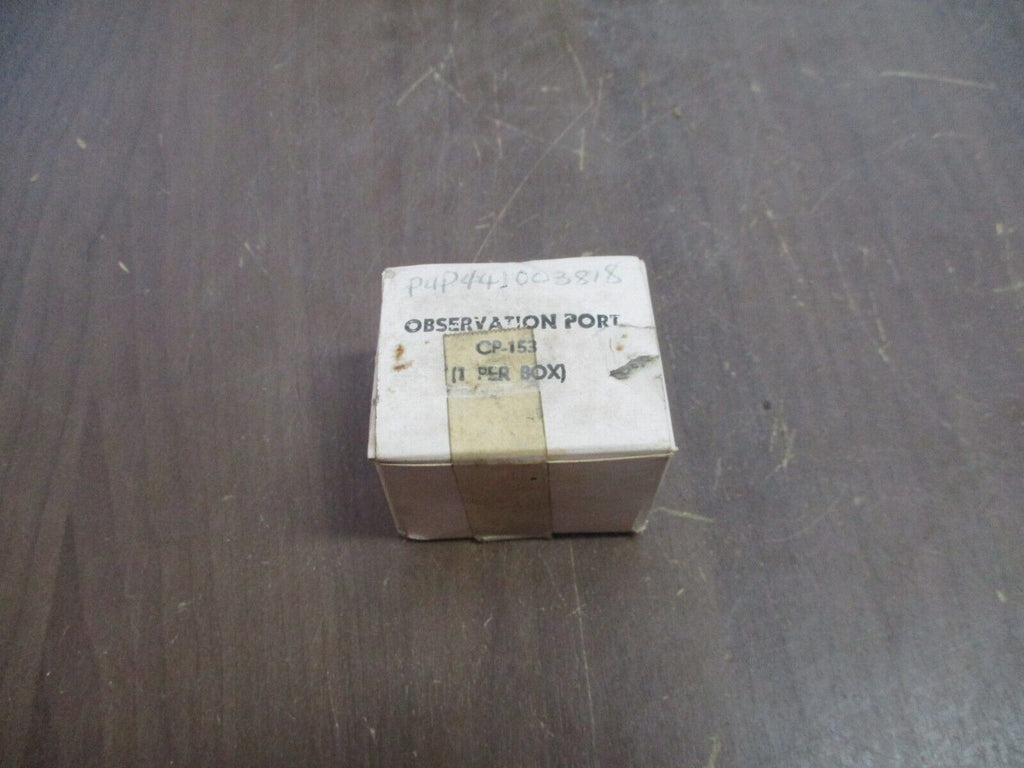 P4P441003818
OBSERVATION PORT
CP-153
(1 PER BOX)